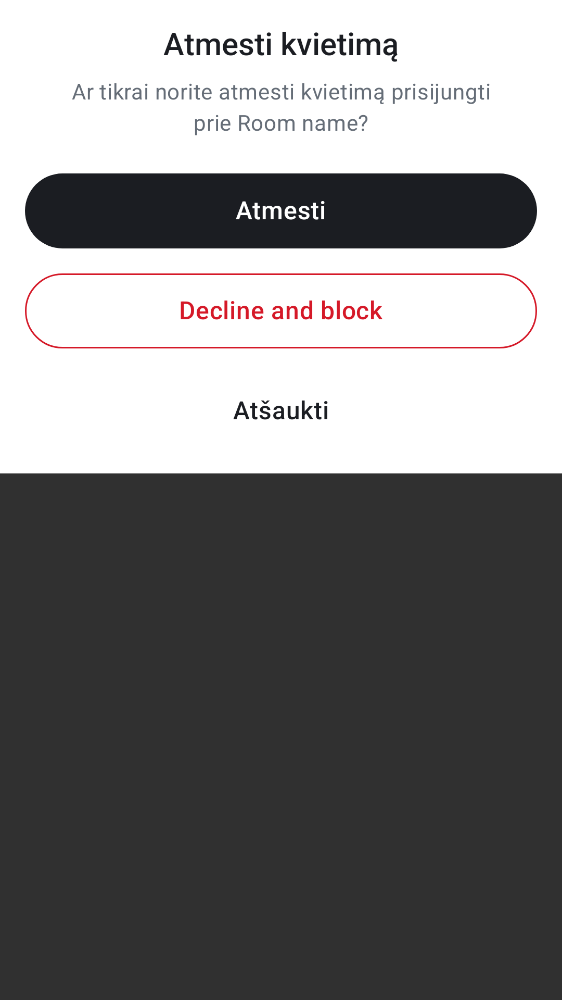 Atmesti kvietimą
Ar tikrai norite atmesti kvietimą prisijungti
prie Room name?
Atmesti
Decline and block
Atšaukti